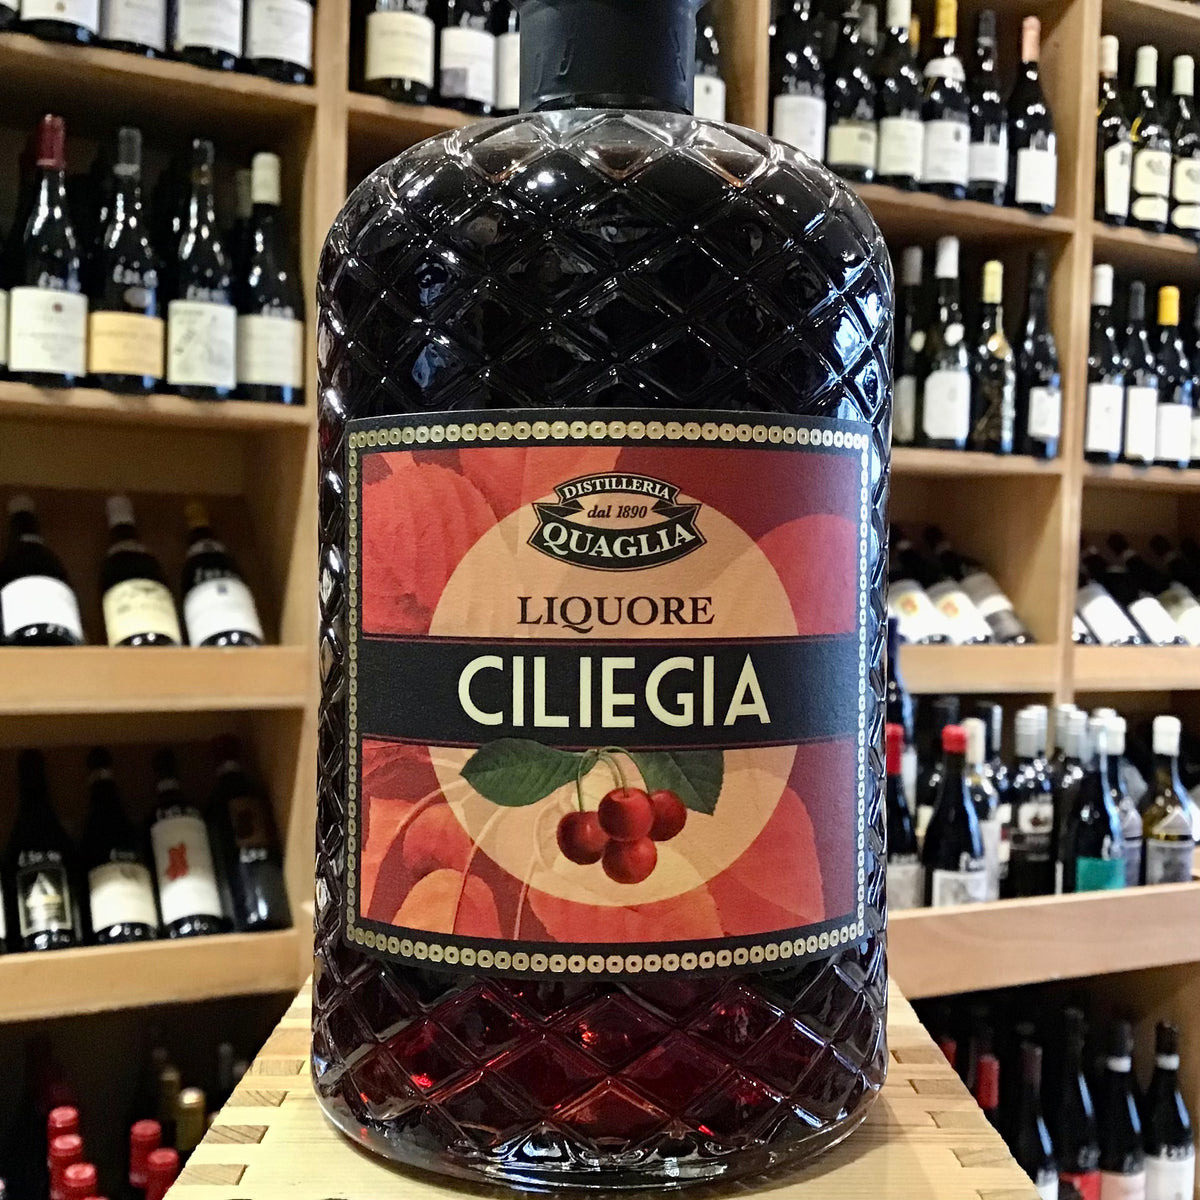 DISTILLERIA
dal 1890
QUAGLIA
LIQUORE
CILIEGIA